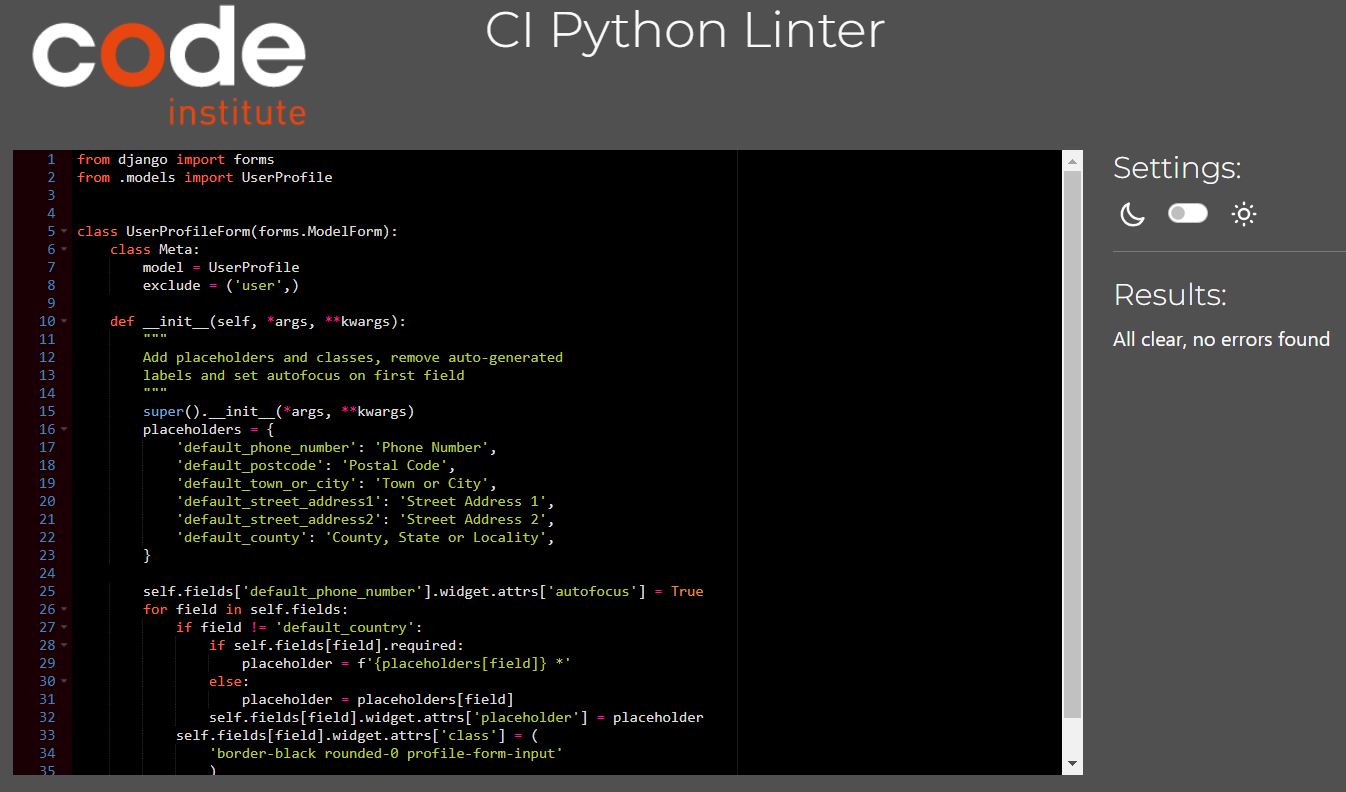 code
institute
CI Python Linter
1 from django import forms
2 from .models import UserProfile
3
4
5 class UserProfileForm(forms.ModelForm):
6     class Meta:
7         model = UserProfile
8         exclude = ('user',)
9
10     def __init__(self, *args, **kwargs):
11         """
12         Add placeholders and classes, remove auto-generated
13         labels and set autofocus on first field
14         """
15         super().__init__(*args, **kwargs)
16         placeholders = {
17             'default_phone_number': 'Phone Number',
18             'default_postcode': 'Postal Code',
19             'default_town_or_city': 'Town or City',
20             'default_street_address1': 'Street Address 1',
21             'default_street_address2': 'Street Address 2',
22             'default_county': 'County, State or Locality',
23         }
24
25         self.fields['default_phone_number'].widget.attrs['autofocus'] = True
26         for field in self.fields:
27             if field != 'default_country':
28                 if self.fields[field].required:
29                     placeholder = f'{placeholders[field]} *'
30                 else:
31                     placeholder = placeholders[field]
32                 self.fields[field].widget.attrs['placeholder'] = placeholder
33             self.fields[field].widget.attrs['class'] = (
34                 'border-black rounded-0 profile-form-input'
35                 )
Settings:
Results:
All clear, no errors found